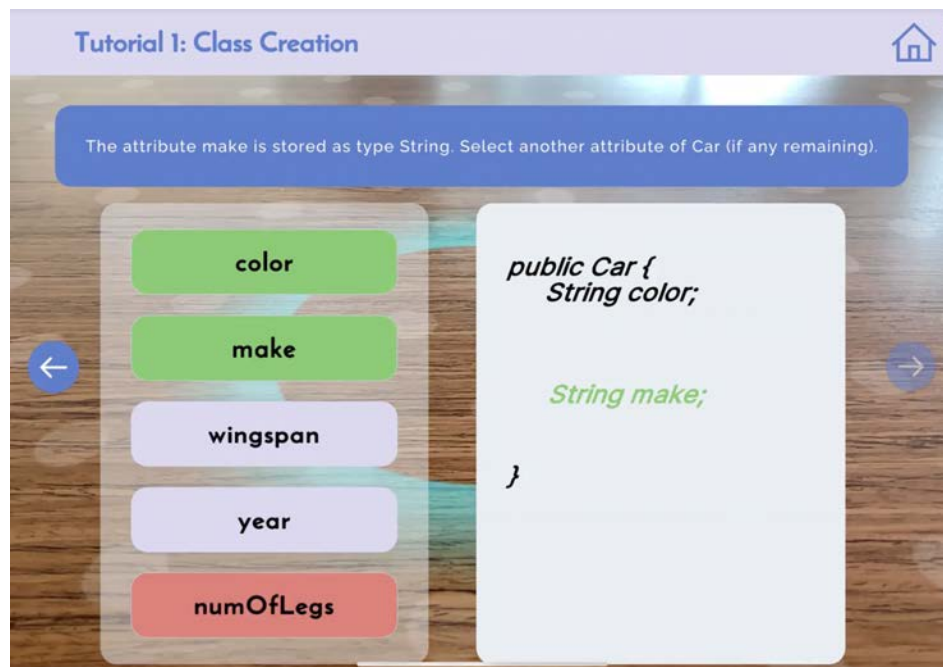 Tutorial 1: Class Creation
The attribute make is stored as type String. Select another attribute of Car (if any remaining).
color
make
wingspan
year
numOfLegs
public Car {
String color;
String make;
}